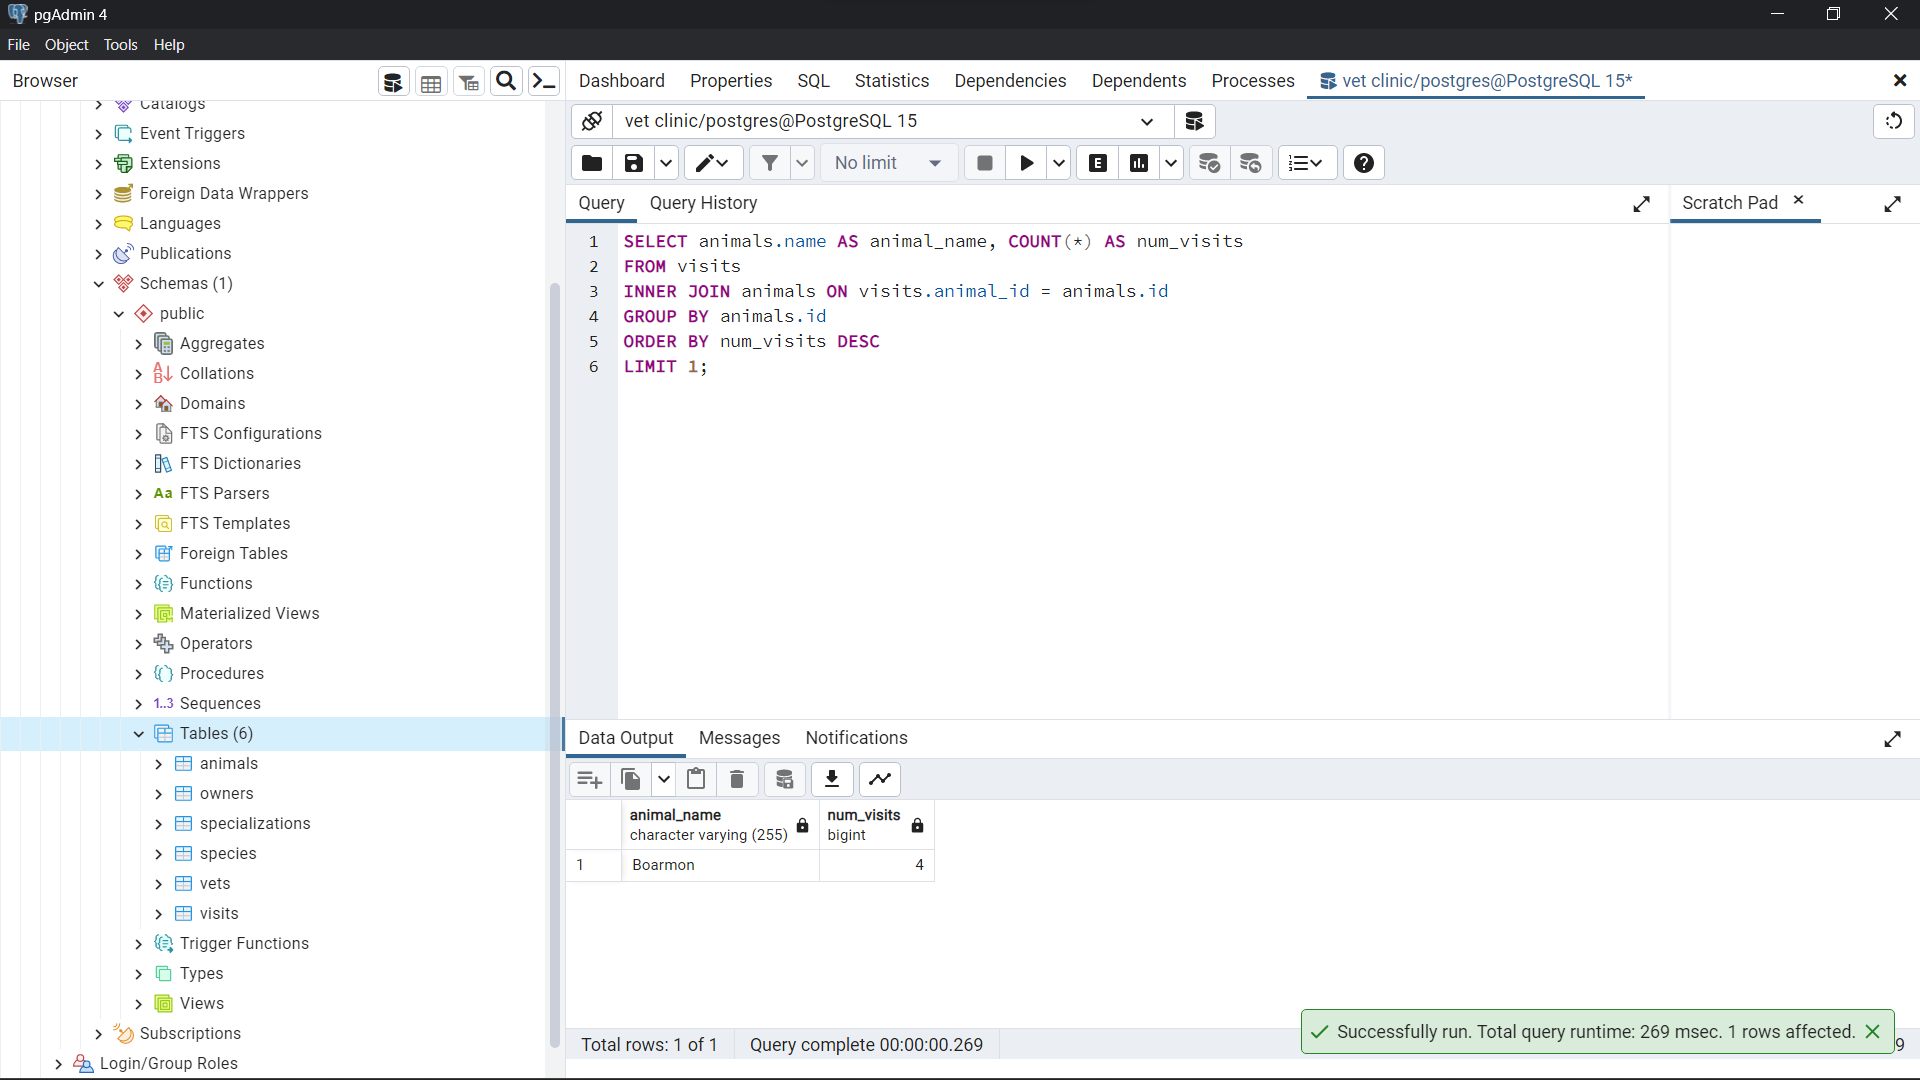 pgAdmin 4
File Object Tools Help
Browser
Dashboard Properties SQL Statistics Dependencies Dependents Processes vet clinic/postgres@PostgreSQL 15*
vet clinic/postgres@PostgreSQL 15
No limit
Query Query History
Scratch Pad
Catalogs
Event Triggers
Extensions
Foreign Data Wrappers
Languages
Publications
Schemas (1)
public
Aggregates
Collations
Domains
FTS Configurations
FTS Dictionaries
Aa FTS Parsers
FTS Templates
Foreign Tables
Functions
Materialized Views
Operators
Procedures
1..3 Sequences
Tables (6)
animals
owners
specializations
species
vets
visits
Trigger Functions
Types
Views
Subscriptions
Login/Group Roles
1 SELECT animals.name AS animal_name, COUNT(*) AS num_visits
2 FROM visits
3 INNER JOIN animals ON visits.animal_id = animals.id
4 GROUP BY animals.id
5 ORDER BY num_visits DESC
6 LIMIT 1;
Data Output Messages Notifications
animal_name num_visits
character varying (255) bigint
1 Boarmon 4
Total rows: 1 of 1 Query complete 00:00:00.269
Successfully run. Total query runtime: 269 msec. 1 rows affected.
9